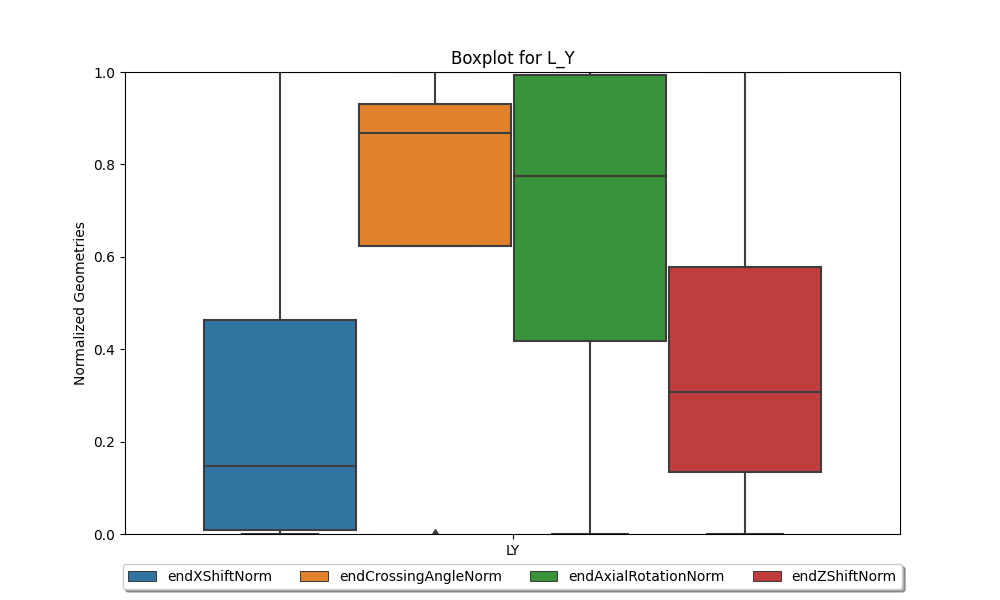 Boxplot for L_Y
1.0
0.8
0.6
0.4
0.2
0.0
Normalized Geometries
LY
endXShiftNorm endCrossingAngleNorm endAxialRotationNorm endZShiftNorm